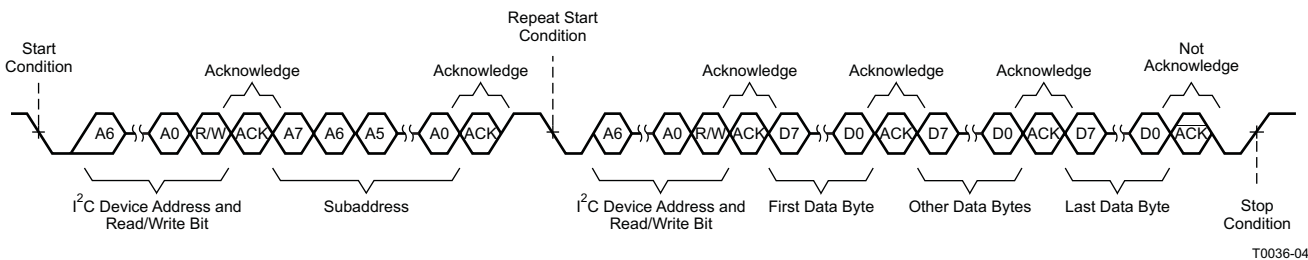 Repeat Start
Condition
Start
Condition
Not
Acknowledge
Acknowledge
Acknowledge
Acknowledge
Acknowledge
Acknowledge
A6 A0 R/W ACK A7 A6 A5 A0 ACK A6 A0 R/W ACK D7 D0 ACK D7 D0 ACK D7 D0 ACK
I²C Device Address and
Read/Write Bit
Subaddress
I²C Device Address and
Read/Write Bit
First Data Byte
Other Data Bytes
Last Data Byte
Stop
Condition
T0036-04